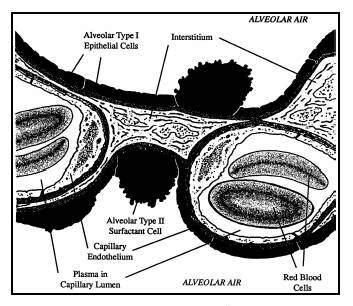 ALVEOLAR AIR
Alveolar Type I
Epithelial Cells
Interstitium
Alveolar Type II
Surfactant Cell
Capillary
Endothelium
Plasma in
Capillary Lumen
ALVEOLAR AIR
Red Blood
Cells